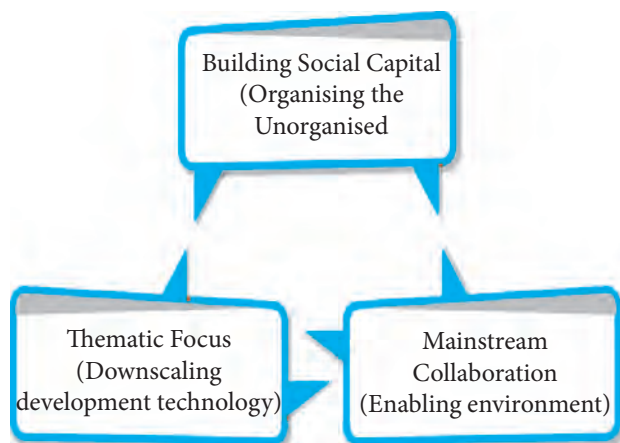 Building Social Capital
(Organising the
Unorganised
Thematic Focus
(Downscaling
development technology)
Mainstream
Collaboration
(Enabling environment)